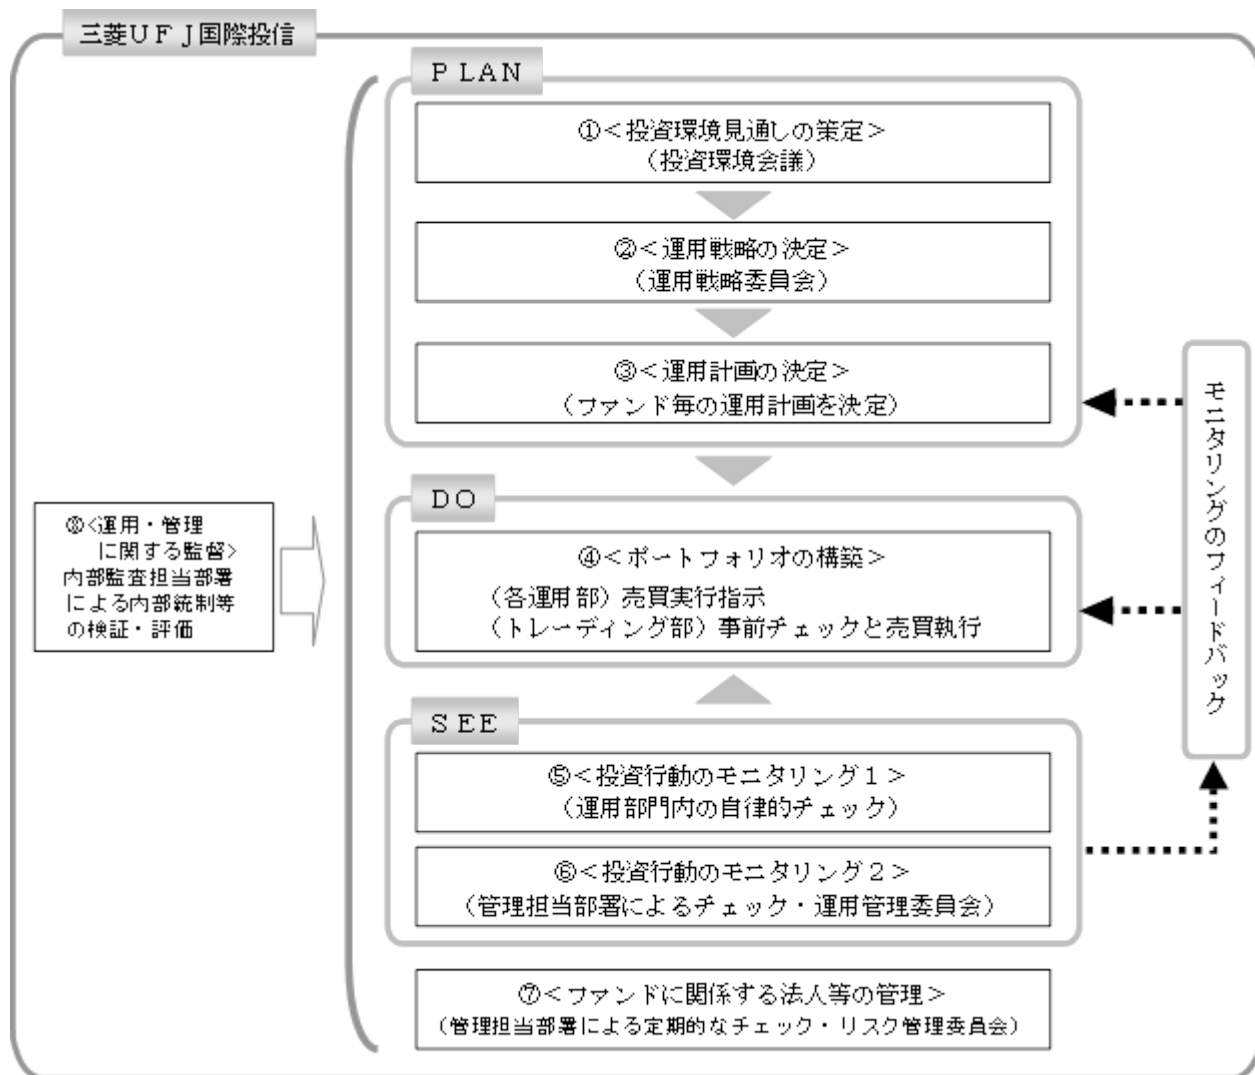 三菱ＵＦＪ国際投信
ＰＬＡＮ
①＜投資環境見通しの策定＞
（投資環境会議）
②＜運用戦略の決定＞
（運用戦略委員会）
③＜運用計画の決定＞
（ファンド毎の運用計画を決定）
ＤＯ
④＜ポートフォリオの構築＞
（各運用部）売買実行指示
（トレーディング部）事前チェックと売買執行
ＳＥＥ
⑤＜投資行動のモニタリング１＞
（運用部門内の自律的チェック）
⑥＜投資行動のモニタリング２＞
（管理担当部署によるチェック・運用管理委員会）
⑦＜ファンドに関係する法人等の管理＞
（管理担当部署による定期的なチェック・リスク管理委員会）
⑧＜運用・管理
に関する監督＞
内部監査担当部署
による内部統制等
の検証・評価
モニタリングのフィードバック